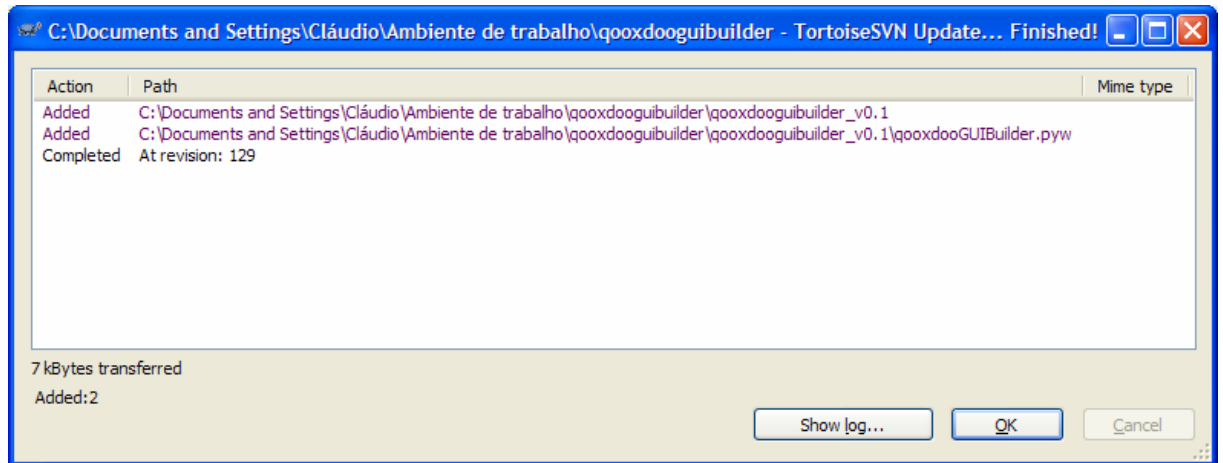 C:\Documents and Settings\Cláudio\Ambiente de trabalho\qooxdooguibuilder - TortoiseSVN Update... Finished!
Action Path Mime type
Added C:\Documents and Settings\Cláudio\Ambiente de trabalho\qooxdooguibuilder\qooxdooguibuilder_v0.1
Added C:\Documents and Settings\Cláudio\Ambiente de trabalho\qooxdooguibuilder\qooxdooguibuilder_v0.1\qooxdooGUIBuilder.pyw
Completed At revision: 129
7 kBytes transferred
Added:2
Show log... OK Cancel